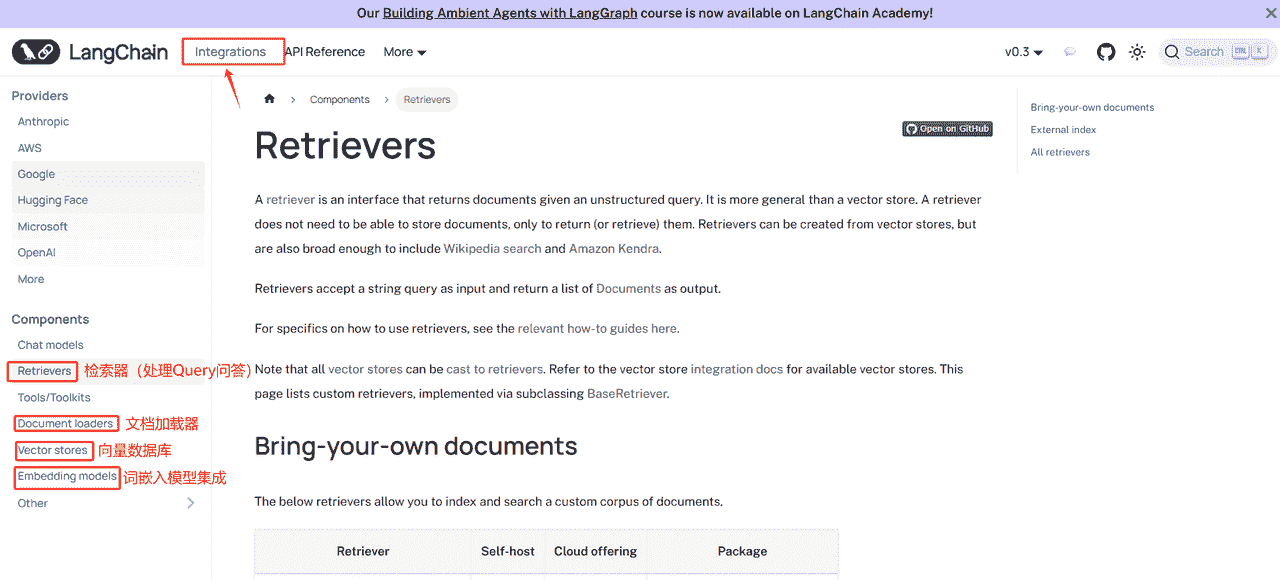 Our Building Ambient Agents with LangGraph course is now available on LangChain Academy!
LangChain
Integrations
API Reference
More
v0.3
Search
CTRL
K
Providers
Anthropic
AWS
Google
Hugging Face
Microsoft
OpenAI
More
Components
Chat models
Retrievers 检索器（处理Query问答）
Tools/Toolkits
Document loaders 文档加载器
Vector stores 向量数据库
Embedding models 词嵌入模型集成
Other
Components
Retrievers
Retrievers
Open on GitHub
A retriever is an interface that returns documents given an unstructured query. It is more general than a vector store. A retriever
does not need to be able to store documents, only to return (or retrieve) them. Retrievers can be created from vector stores, but
are also broad enough to include Wikipedia search and Amazon Kendra.
Retrievers accept a string query as input and return a list of Documents as output.
For specifics on how to use retrievers, see the relevant how-to guides here.
Note that all vector stores can be cast to retrievers. Refer to the vector store integration docs for available vector stores. This
page lists custom retrievers, implemented via subclassing BaseRetriever.
Bring-your-own documents
The below retrievers allow you to index and search a custom corpus of documents.
Retriever
Self-host
Cloud offering
Package
Bring-your-own documents
External index
All retrievers